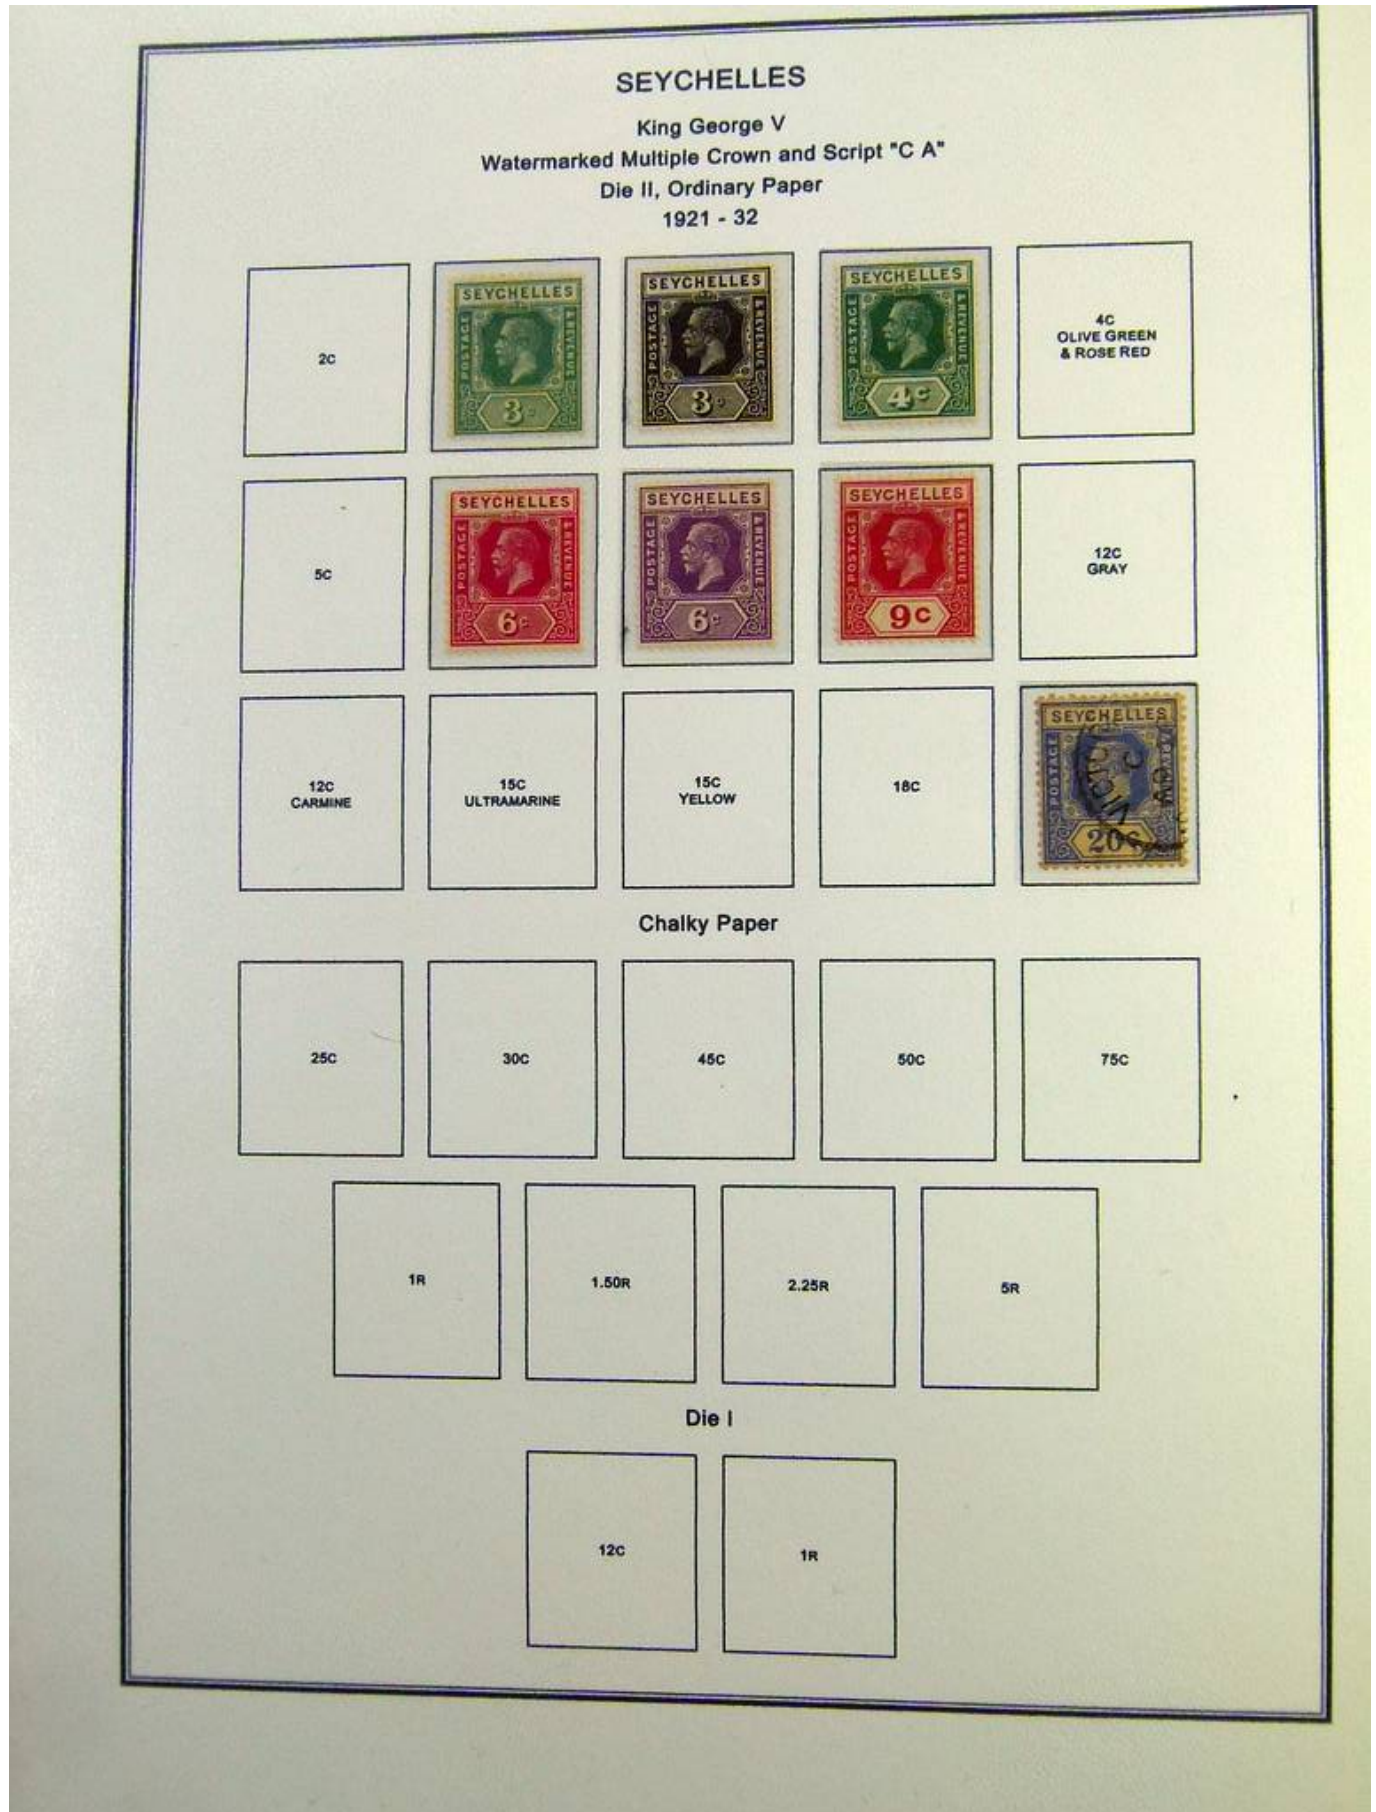 SEYCHELLES
King George V
Watermarked Multiple Crown and Script "C A"
Die II, Ordinary Paper
1921 - 32
2C
SEYCHELLES
POSTAGE
& REVENUE
3c
SEYCHELLES
POSTAGE
& REVENUE
3c
SEYCHELLES
POSTAGE
& REVENUE
4c
4C
OLIVE GREEN
& ROSE RED
5C
SEYCHELLES
POSTAGE
& REVENUE
6c
SEYCHELLES
POSTAGE
& REVENUE
6c
SEYCHELLES
POSTAGE
& REVENUE
9c
12C
GRAY
12C
CARMINE
15C
ULTRAMARINE
15C
YELLOW
18C
SEYCHELLES
POSTAGE
& REVENUE
20c
Chalky Paper
25C
30C
45C
50C
75C
1R
1.50R
2.25R
5R
Die I
12C
1R